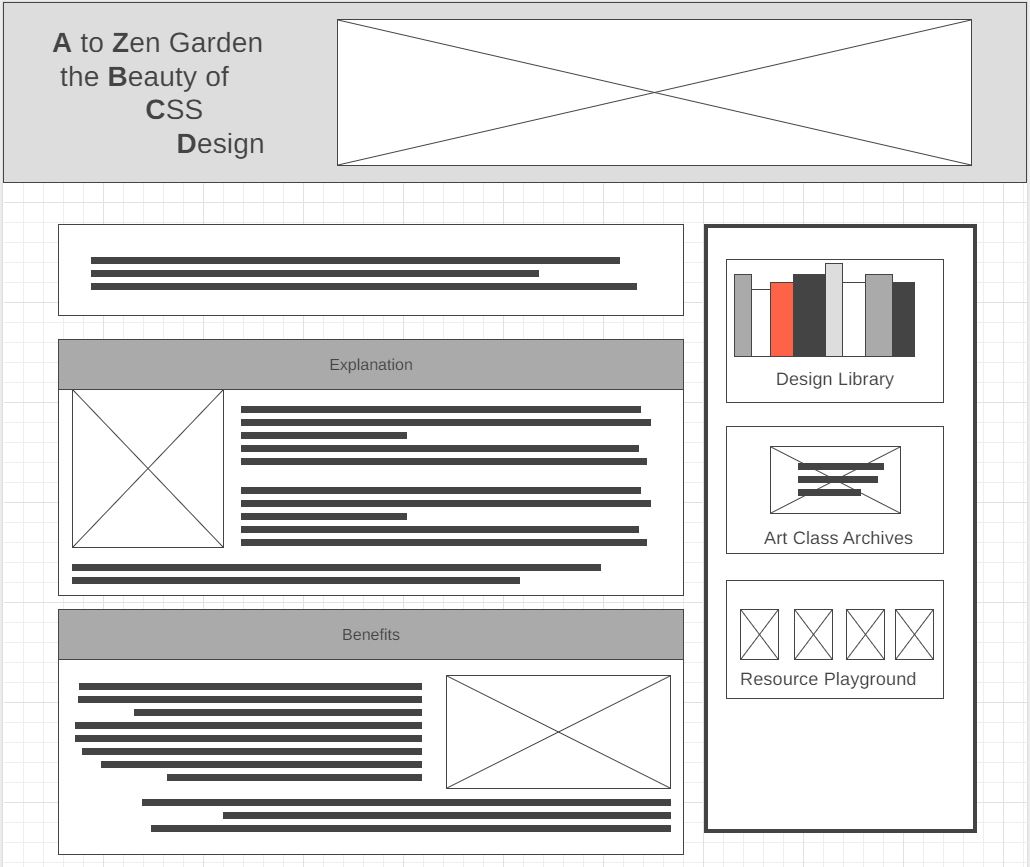 A to Zen Garden
the Beauty of
CSS
Design
Explanation
Benefits
Design Library
Art Class Archives
Resource Playground